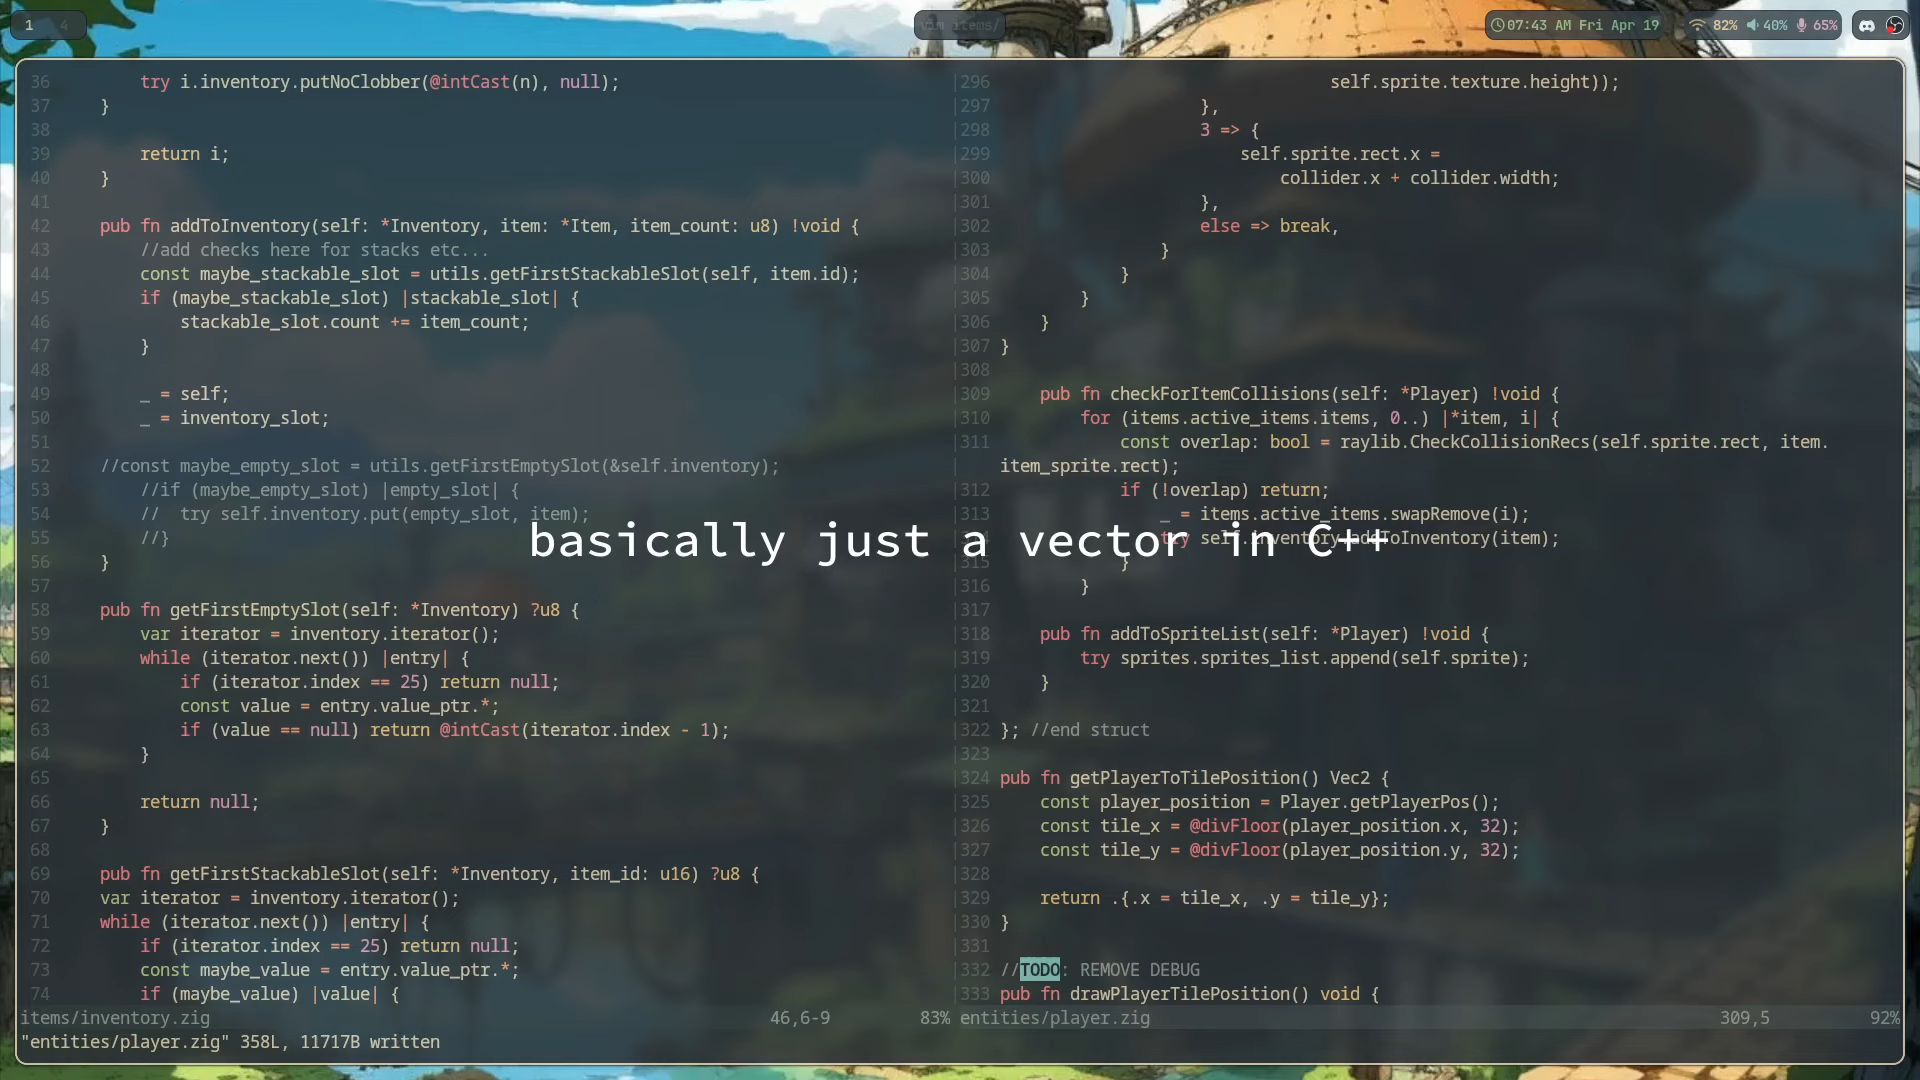 1 4
vim items/
07:43 AM Fri Apr 19
82% 40% 65%
36 try i.inventory.putNoClobber(@intCast(n), null);
37 }
38
39 return i;
40 }
41
42 pub fn addToInventory(self: *Inventory, item: *Item, item_count: u8) !void {
43 //add checks here for stacks etc...
44 const maybe_stackable_slot = utils.getFirstStackableSlot(self, item.id);
45 if (maybe_stackable_slot) |stackable_slot| {
46 stackable_slot.count += item_count;
47 }
48
49 _ = self;
50 _ = inventory_slot;
51
52 //const maybe_empty_slot = utils.getFirstEmptySlot(&self.inventory);
53 //if (maybe_empty_slot) |empty_slot| {
54 // try self.inventory.put(empty_slot, item);
55 //}
56 }
57
58 pub fn getFirstEmptySlot(self: *Inventory) ?u8 {
59 var iterator = inventory.iterator();
60 while (iterator.next()) |entry| {
61 if (iterator.index == 25) return null;
62 const value = entry.value_ptr.*;
63 if (value == null) return @intCast(iterator.index - 1);
64 }
65
66 return null;
67 }
68
69 pub fn getFirstStackableSlot(self: *Inventory, item_id: u16) ?u8 {
70 var iterator = inventory.iterator();
71 while (iterator.next()) |entry| {
72 if (iterator.index == 25) return null;
73 const maybe_value = entry.value_ptr.*;
74 if (maybe_value) |value| {
items/inventory.zig 46,6-9 83%
"entities/player.zig" 358L, 11717B written
296 self.sprite.texture.height));
297 },
298 3 => {
299 self.sprite.rect.x =
300 collider.x + collider.width;
301 },
302 else => break,
303 }
304 }
305 }
306 }
307 }
308
309 pub fn checkForItemCollisions(self: *Player) !void {
310 for (items.active_items.items, 0..) |*item, i| {
311 const overlap: bool = raylib.CheckCollisionRecs(self.sprite.rect, item.
item_sprite.rect);
312 if (!overlap) return;
313 _ = items.active_items.swapRemove(i);
try self.inventory.addToInventory(item);
315 }
316 }
317
318 pub fn addToSpriteList(self: *Player) !void {
319 try sprites.sprites_list.append(self.sprite);
320 }
321
322 }; //end struct
323
324 pub fn getPlayerToTilePosition() Vec2 {
325 const player_position = Player.getPlayerPos();
326 const tile_x = @divFloor(player_position.x, 32);
327 const tile_y = @divFloor(player_position.y, 32);
328
329 return .{.x = tile_x, .y = tile_y};
330 }
331
332 //TODO: REMOVE DEBUG
333 pub fn drawPlayerTilePosition() void {
entities/player.zig 309,5 92%
basically just a vector in C++